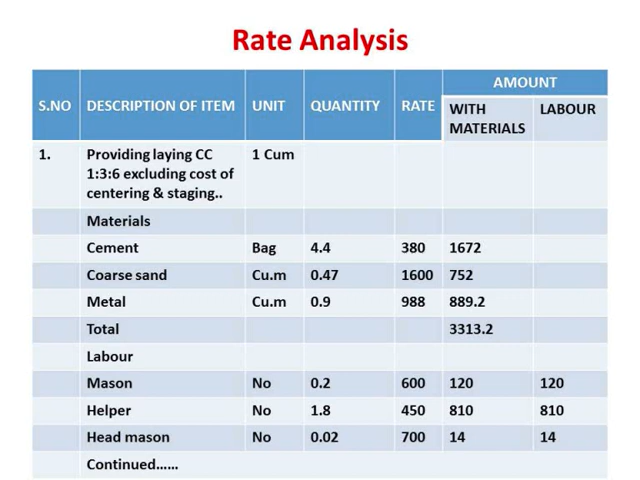 Rate Analysis
AMOUNT
S.NO DESCRIPTION OF ITEM UNIT QUANTITY RATE WITH MATERIALS LABOUR
1. Providing laying CC 1 Cum
1:3:6 excluding cost of
centering & staging..
Materials
Cement Bag 4.4 380 1672
Coarse sand Cu.m 0.47 1600 752
Metal Cu.m 0.9 988 889.2
Total 3313.2
Labour
Mason No 0.2 600 120 120
Helper No 1.8 450 810 810
Head mason No 0.02 700 14 14
Continued......